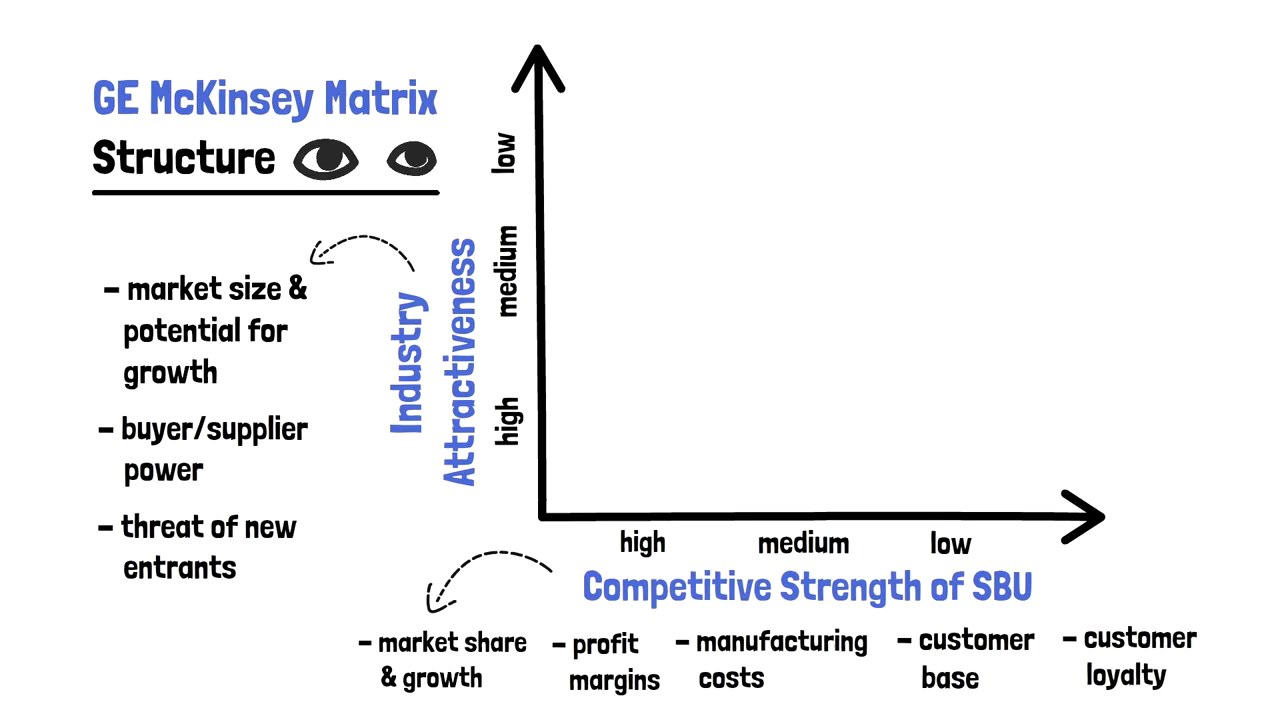 GE McKinsey Matrix
Structure
– market size &
potential for
growth
– buyer/supplier
power
– threat of new
entrants
Industry
Attractiveness
low
medium
high
high medium low
Competitive Strength of SBU
– market share
& growth
– profit
margins
– manufacturing
costs
– customer
base
– customer
loyalty